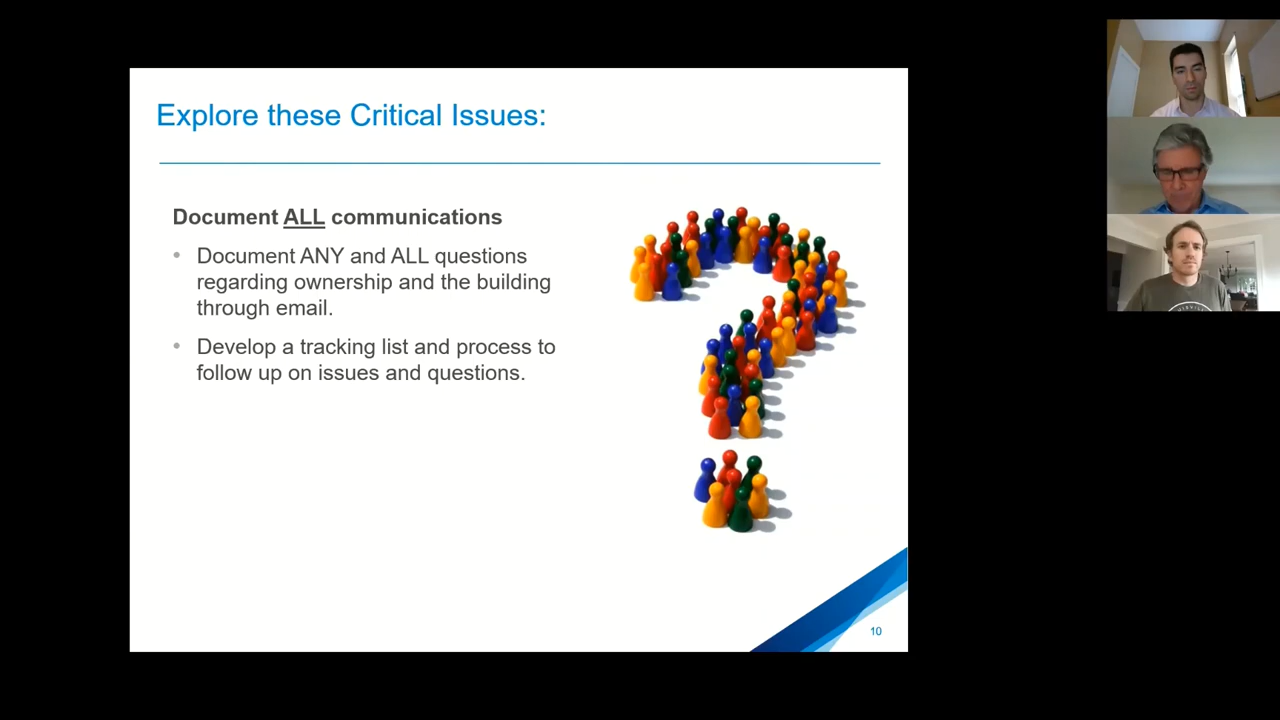 Explore these Critical Issues:
Document ALL communications
• Document ANY and ALL questions
regarding ownership and the building
through email.
• Develop a tracking list and process to
follow up on issues and questions.
10